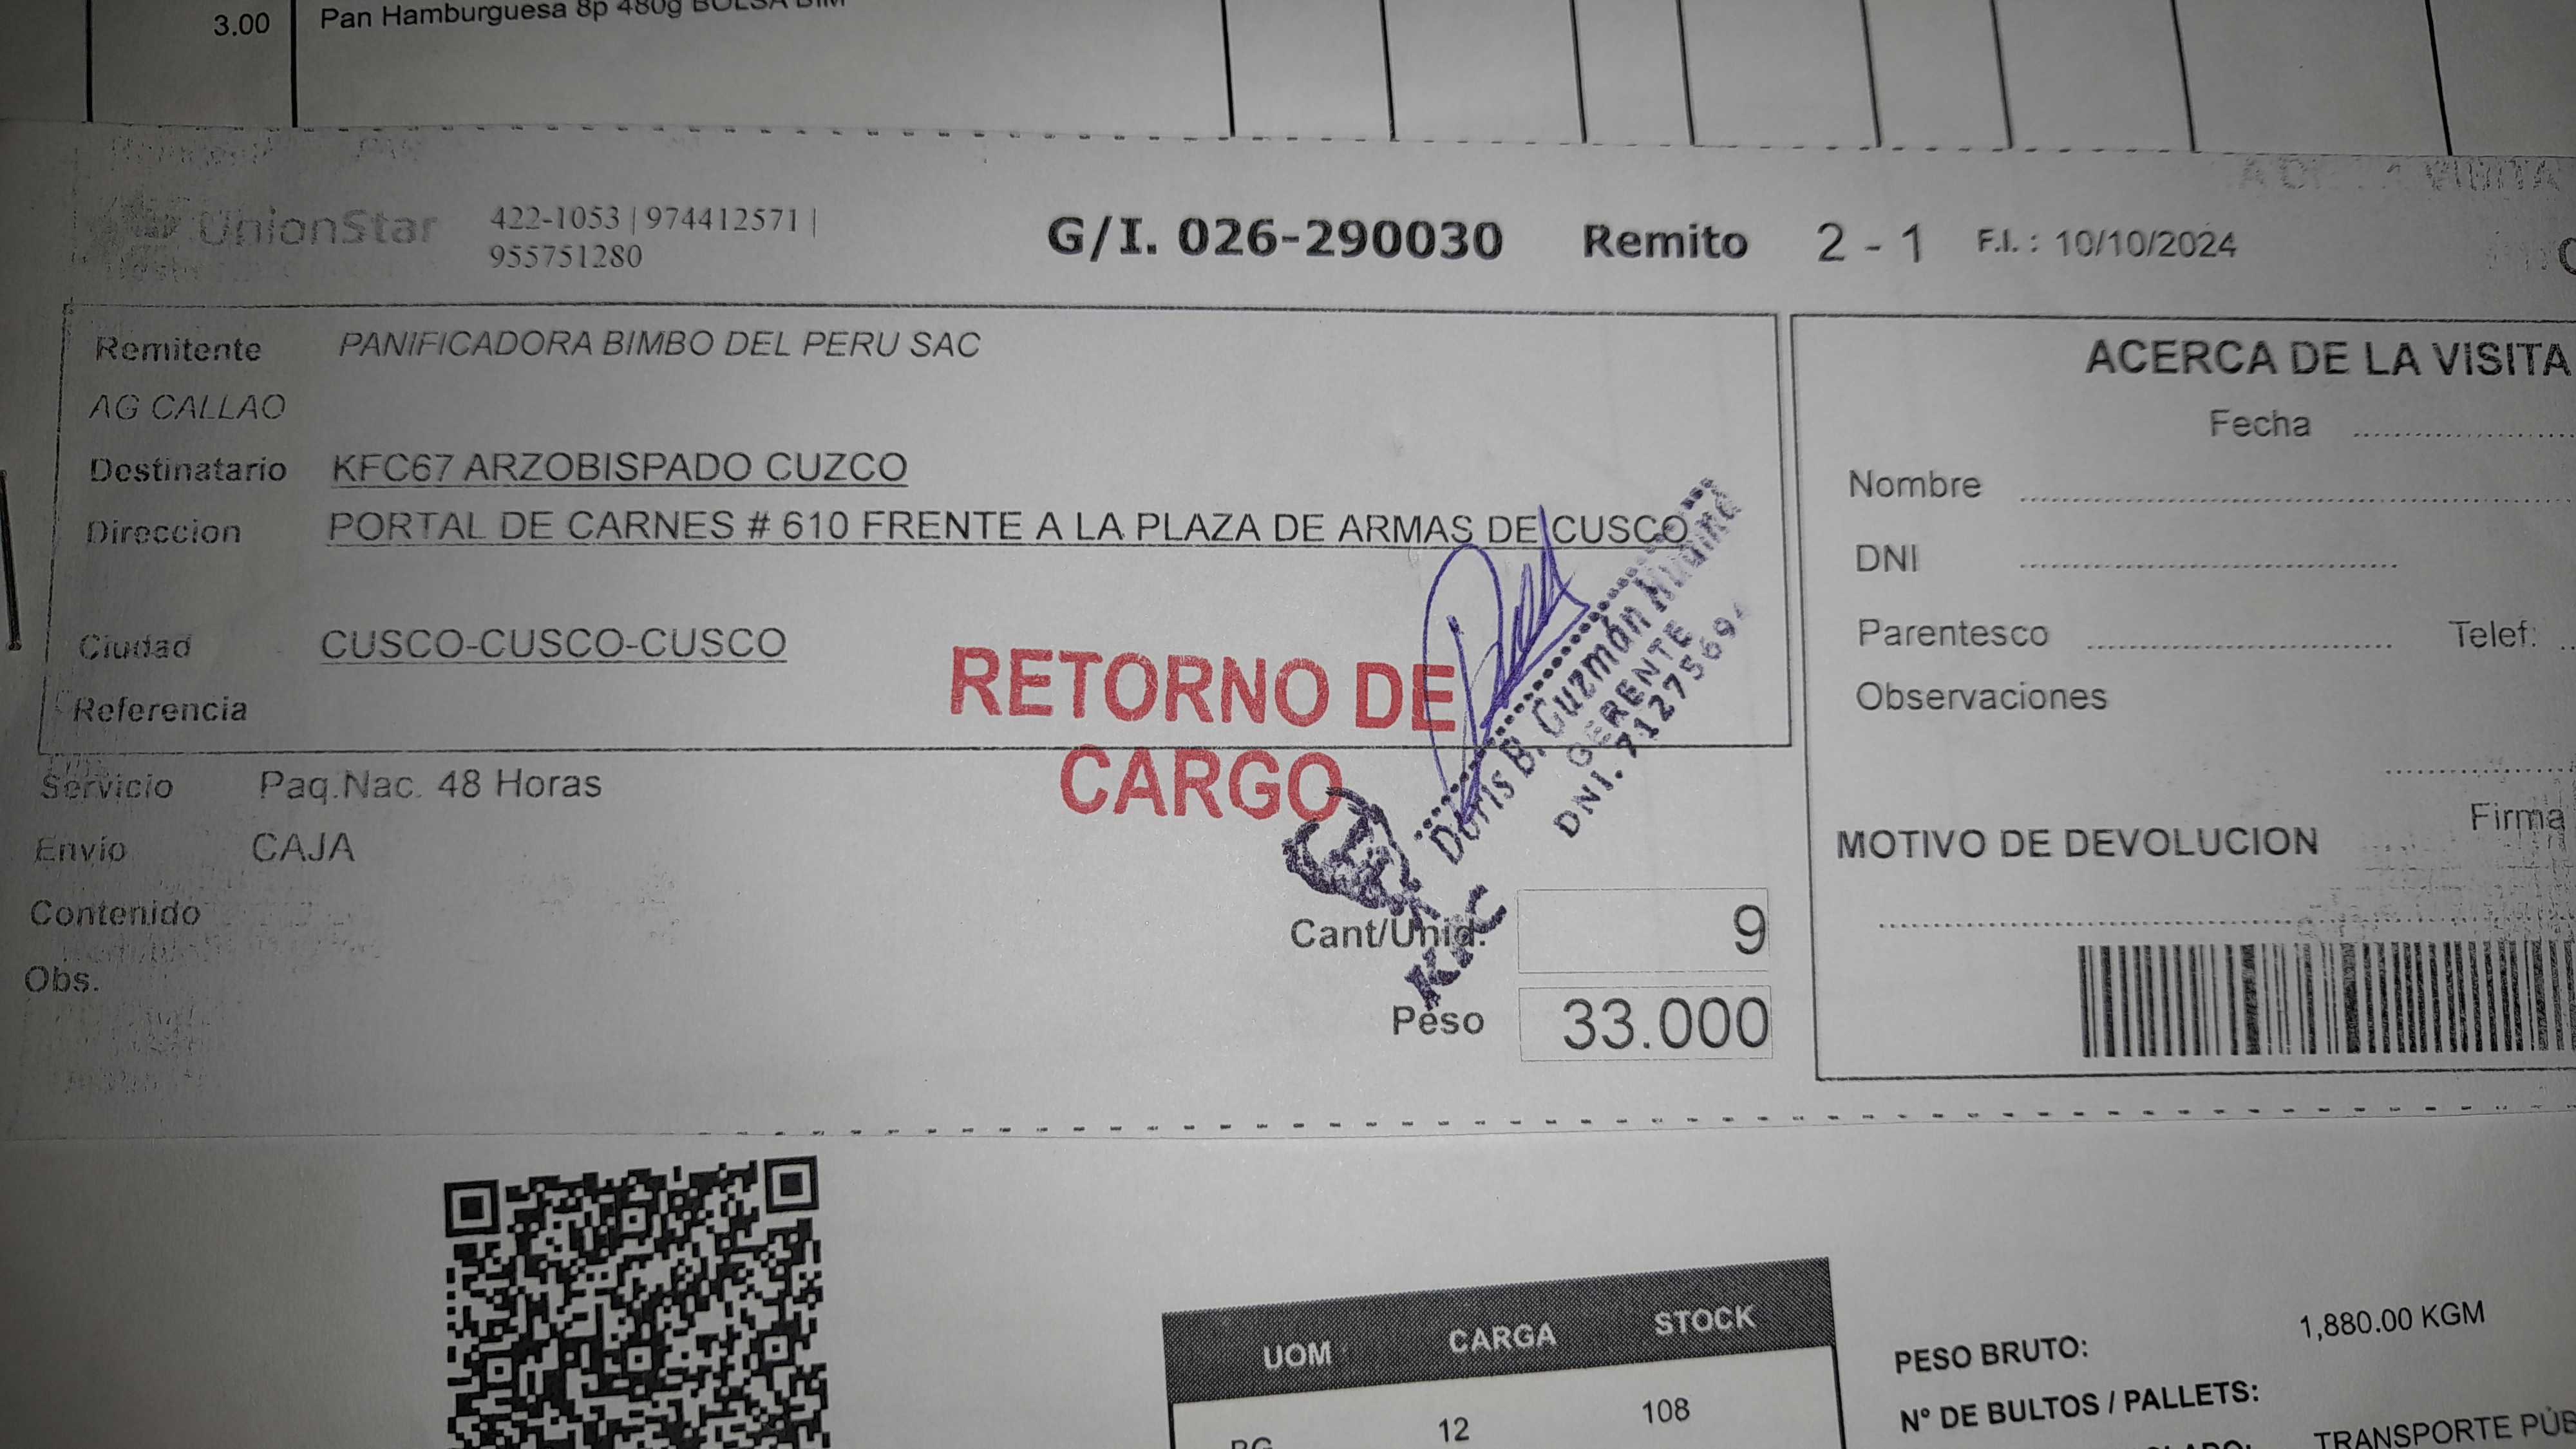 3.00 Pan Hamburguesa 8p 480g BOLSA BIM
UnionStar 422-1053 | 974412571 |
955751280
G/I. 026-290030 Remito 2 - 1 F.I. : 10/10/2024
Remitente PANIFICADORA BIMBO DEL PERU SAC
AG CALLAO
Destinatario KFC67 ARZOBISPADO CUZCO
Direccion PORTAL DE CARNES # 610 FRENTE A LA PLAZA DE ARMAS DE CUSCO
Ciudad CUSCO-CUSCO-CUSCO
Referencia
RETORNO DE
CARGO
Doris B. Guzmán
GERENTE
DNI.
KFC
Servicio Paq.Nac. 48 Horas
Envio CAJA
Contenido
Obs.
Cant/Unid. 9
Peso 33.000
ACERCA DE LA VISITA
Fecha
Nombre
DNI
Parentesco Telef:
Observaciones
Firma
MOTIVO DE DEVOLUCION
UOM CARGA STOCK
12 108
PESO BRUTO: 1,880.00 KGM
N° DE BULTOS / PALLETS:
TRANSPORTE